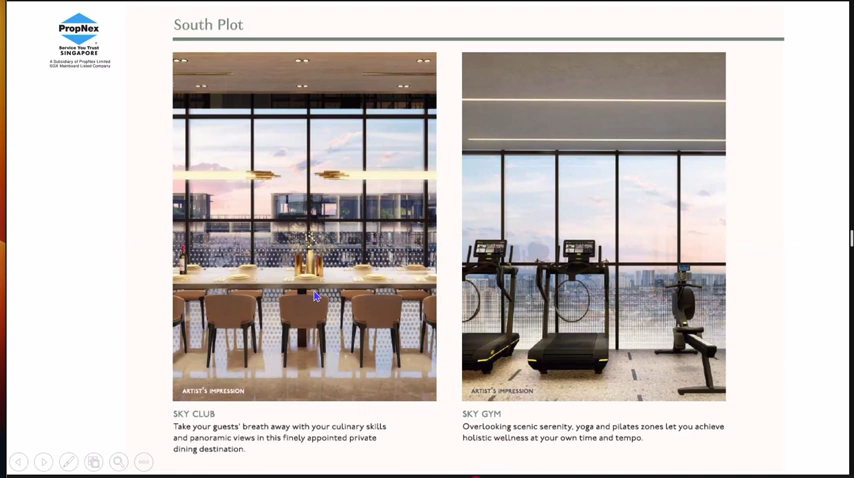 South Plot
PropNex
Service You Trust
SINGAPORE
A Subsidiary of PropNex Limited
SGX Mainboard Listed Company
ARTIST'S IMPRESSION
ARTIST'S IMPRESSION
SKY CLUB
Take your guests' breath away with your culinary skills
and panoramic views in this finely appointed private
dining destination.
SKY GYM
Overlooking scenic serenity, yoga and pilates zones let you achieve
holistic wellness at your own time and tempo.